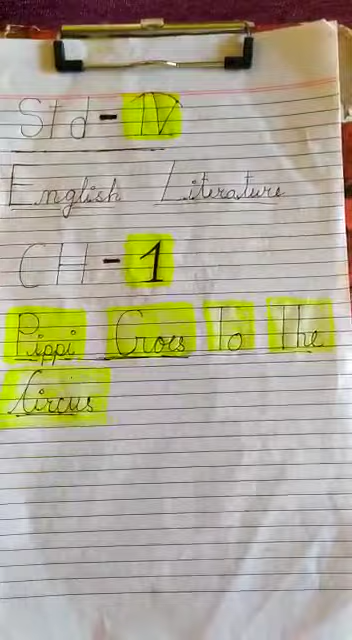 Std - IV
English Literature
CH - 1
Pippi Goes To The
Circus